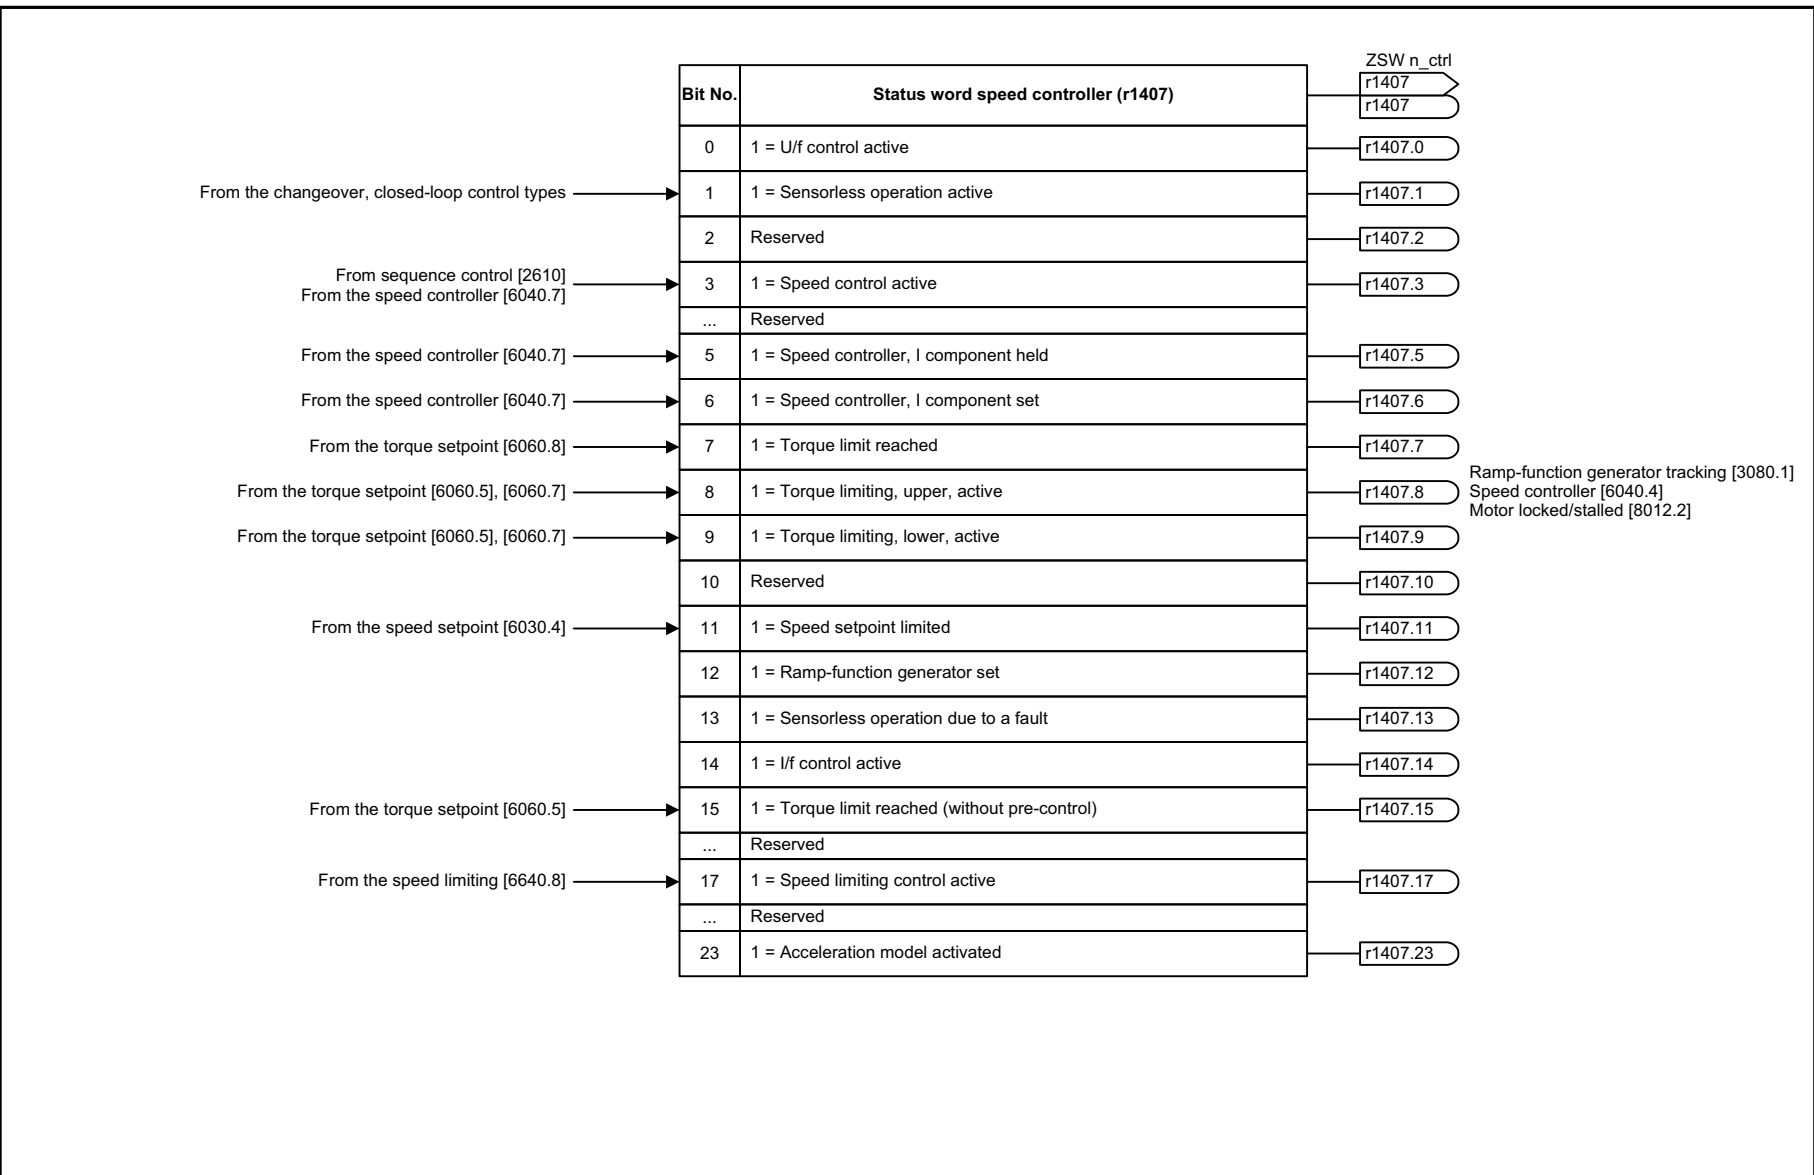 ZSW n_ctrl
Bit No. Status word speed controller (r1407) r1407
r1407
0 1 = U/f control active r1407.0
From the changeover, closed-loop control types 1 1 = Sensorless operation active r1407.1
2 Reserved r1407.2
From sequence control [2610]
From the speed controller [6040.7] 3 1 = Speed control active r1407.3
... Reserved
From the speed controller [6040.7] 5 1 = Speed controller, I component held r1407.5
From the speed controller [6040.7] 6 1 = Speed controller, I component set r1407.6
From the torque setpoint [6060.8] 7 1 = Torque limit reached r1407.7
From the torque setpoint [6060.5], [6060.7] 8 1 = Torque limiting, upper, active r1407.8
Ramp-function generator tracking [3080.1]
Speed controller [6040.4]
Motor locked/stalled [8012.2]
From the torque setpoint [6060.5], [6060.7] 9 1 = Torque limiting, lower, active r1407.9
10 Reserved r1407.10
From the speed setpoint [6030.4] 11 1 = Speed setpoint limited r1407.11
12 1 = Ramp-function generator set r1407.12
13 1 = Sensorless operation due to a fault r1407.13
14 1 = I/f control active r1407.14
From the torque setpoint [6060.5] 15 1 = Torque limit reached (without pre-control) r1407.15
... Reserved
From the speed limiting [6640.8] 17 1 = Speed limiting control active r1407.17
... Reserved
23 1 = Acceleration model activated r1407.23